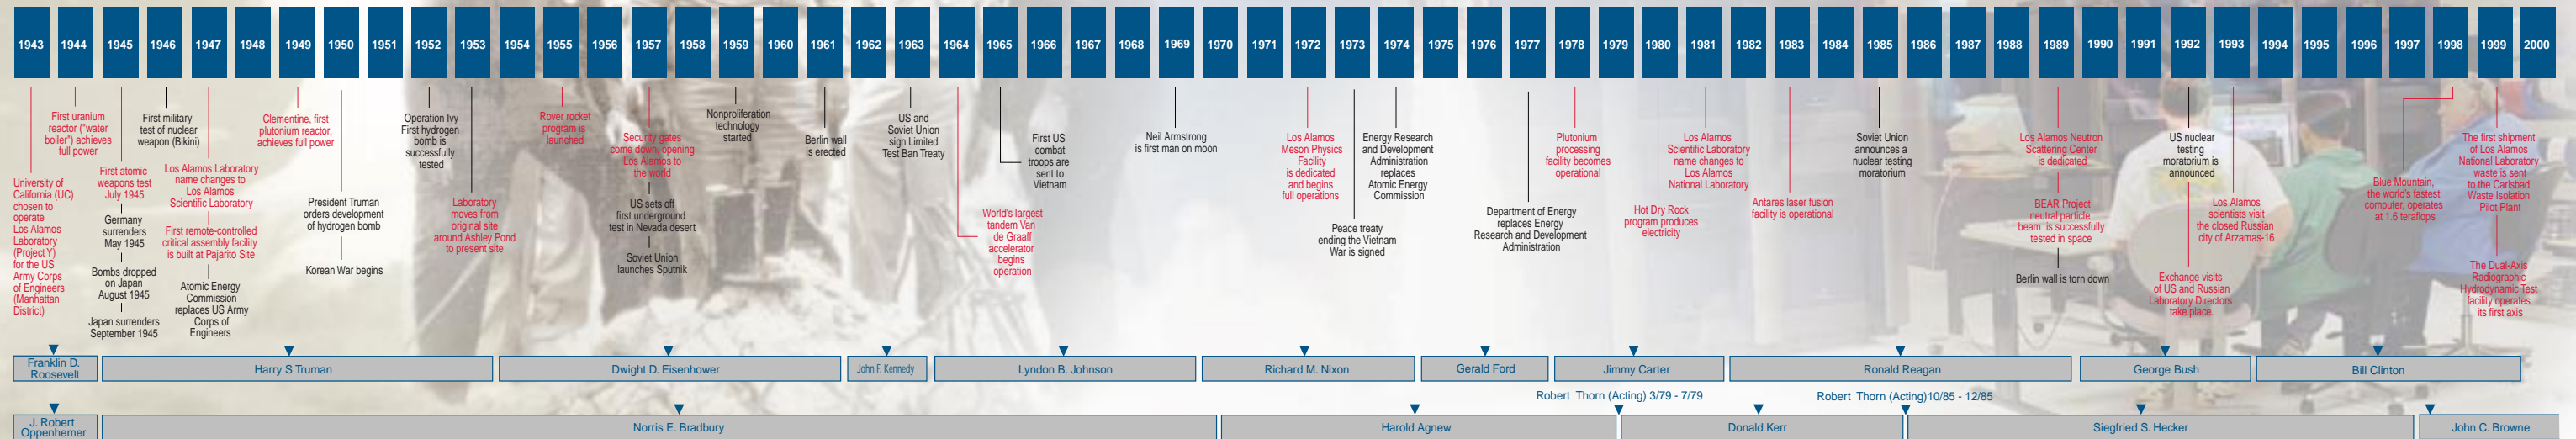 1943 1944 1945 1946 1947 1948 1949 1950 1951 1952 1953 1954 1955 1956 1957 1958 1959 1960 1961 1962 1963 1964 1965 1966 1967 1968 1969 1970 1971 1972 1973 1974 1975 1976 1977 1978 1979 1980 1981 1982 1983 1984 1985 1986 1987 1988 1989 1990 1991 1992 1993 1994 1995 1996 1997 1998 1999 2000
University of
California (UC)
chosen to
operate
Los Alamos
Laboratory
(Project Y)
for the US
Army Corps
of Engineers
(Manhattan
District)
First uranium
reactor ("water
boiler") achieves
full power
First atomic
weapons test
July 1945
Germany
surrenders
May 1945
Bombs dropped
on Japan
August 1945
Japan surrenders
September 1945
First military
test of nuclear
weapon (Bikini)
Los Alamos Laboratory
name changes to
Los Alamos
Scientific Laboratory
First remote-controlled
critical assembly facility
is built at Pajarito Site
Atomic Energy
Commission
replaces US Army
Corps of
Engineers
Clementine, first
plutonium reactor,
achieves full power
President Truman
orders development
of hydrogen bomb
Korean War begins
Operation Ivy
First hydrogen
bomb is
successfully
tested
Laboratory
moves from
original site
around Ashley Pond
to present site
Rover rocket
program is
launched
Security gates
come down, opening
Los Alamos to
the world
US sets off
first underground
test in Nevada desert
Soviet Union
launches Sputnik
Nonproliferation
technology
started
Berlin wall
is erected
US and
Soviet Union
sign Limited
Test Ban Treaty
World's largest
tandem Van
de Graaff
accelerator
begins
operation
First US
combat
troops are
sent to
Vietnam
Neil Armstrong
is first man on moon
Los Alamos
Meson Physics
Facility
is dedicated
and begins
full operations
Peace treaty
ending the Vietnam
War is signed
Energy Research
and Development
Administration
replaces
Atomic Energy
Commission
Department of Energy
replaces Energy
Research and Development
Administration
Plutonium
processing
facility becomes
operational
Hot Dry Rock
program produces
electricity
Los Alamos
Scientific Laboratory
name changes to
Los Alamos
National Laboratory
Antares laser fusion
facility is operational
Soviet Union
announces a
nuclear testing
moratorium
Los Alamos Neutron
Scattering Center
is dedicated
BEAR Project
neutral particle
beam is successfully
tested in space
Berlin wall is torn down
US nuclear
testing
moratorium is
announced
Exchange visits
of US and Russian
Laboratory Directors
take place.
Los Alamos
scientists visit
the closed Russian
city of Arzamas-16
Blue Mountain,
the world's fastest
computer, operates
at 1.6 teraflops
The first shipment
of Los Alamos
National Laboratory
waste is sent
to the Carlsbad
Waste Isolation
Pilot Plant
The Dual-Axis
Radiographic
Hydrodynamic Test
facility operates
its first axis
Franklin D.
Roosevelt
Harry S Truman
Dwight D. Eisenhower
John F. Kennedy
Lyndon B. Johnson
Richard M. Nixon
Gerald Ford
Jimmy Carter
Ronald Reagan
George Bush
Bill Clinton
Robert Thorn (Acting) 3/79 - 7/79
Robert Thorn (Acting)10/85 - 12/85
J. Robert
Oppenhemer
Norris E. Bradbury
Harold Agnew
Donald Kerr
Siegfried S. Hecker
John C. Browne